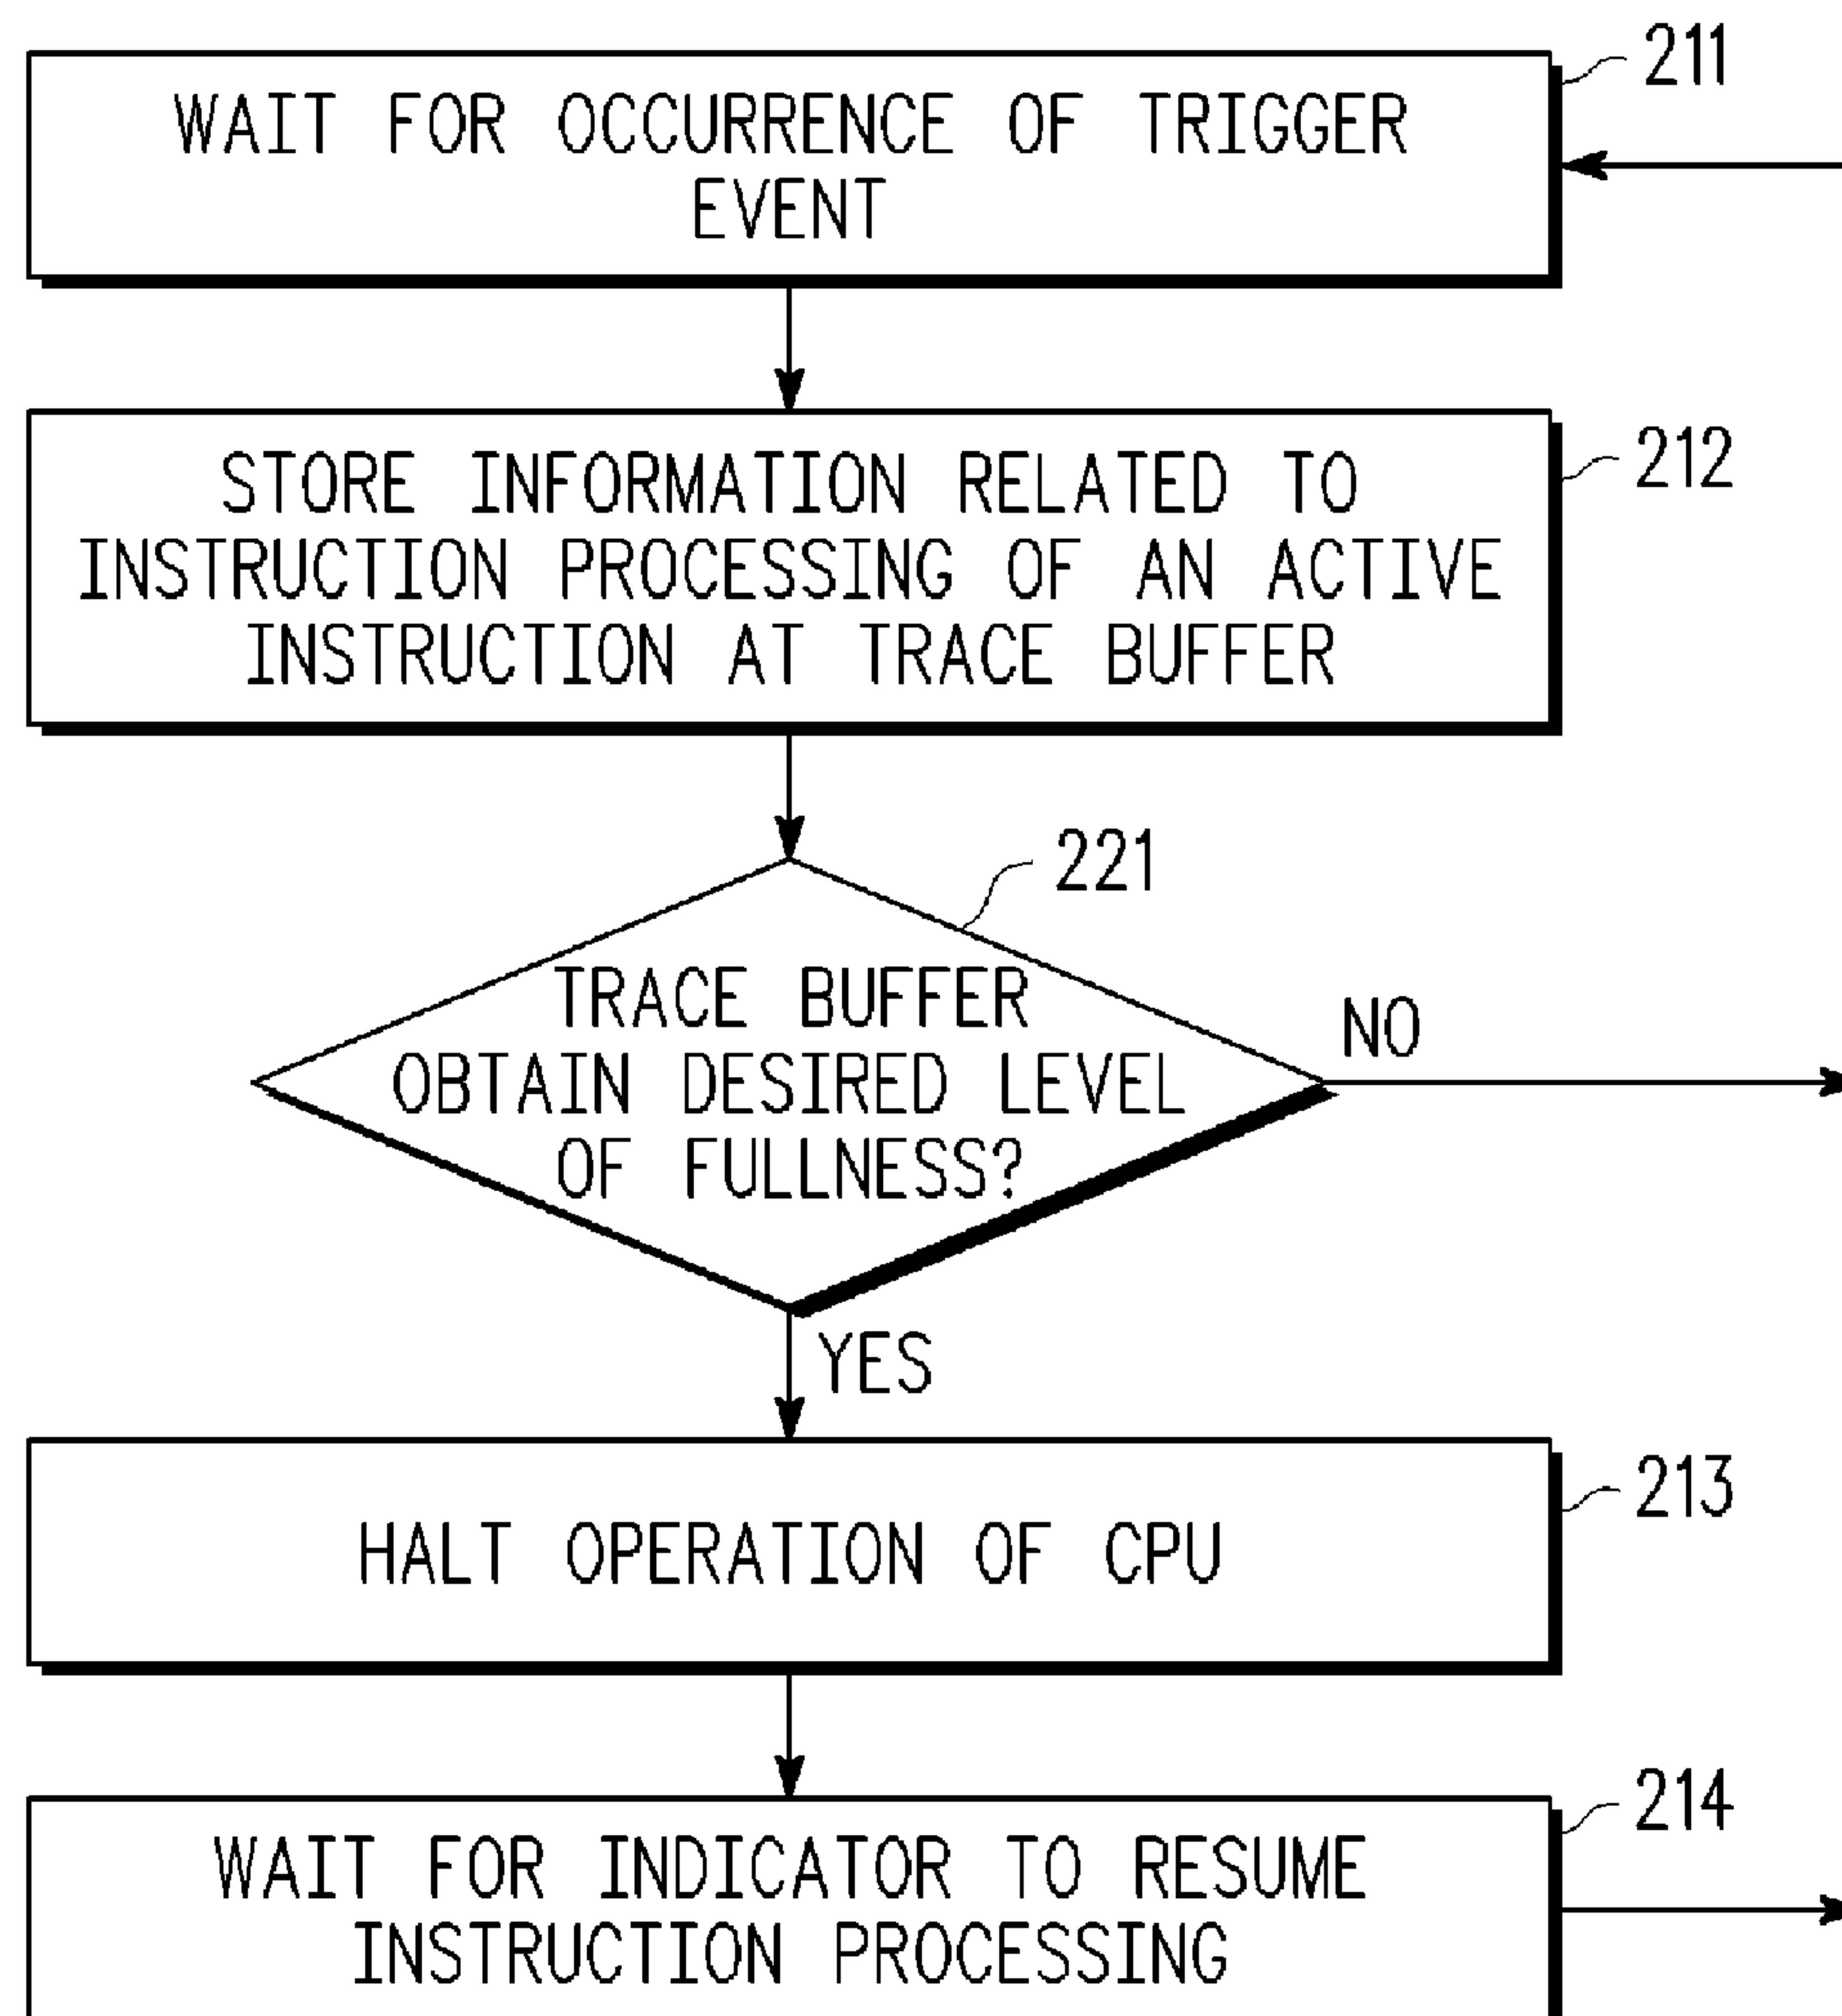 211
WAIT FOR OCCURRENCE OF TRIGGER
EVENT
212
STORE INFORMATION RELATED TO
INSTRUCTION PROCESSING OF AN ACTIVE
INSTRUCTION AT TRACE BUFFER
221
TRACE BUFFER
OBTAIN DESIRED LEVEL
OF FULLNESS?
NO
YES
213
HALT OPERATION OF CPU
214
WAIT FOR INDICATOR TO RESUME
INSTRUCTION PROCESSING